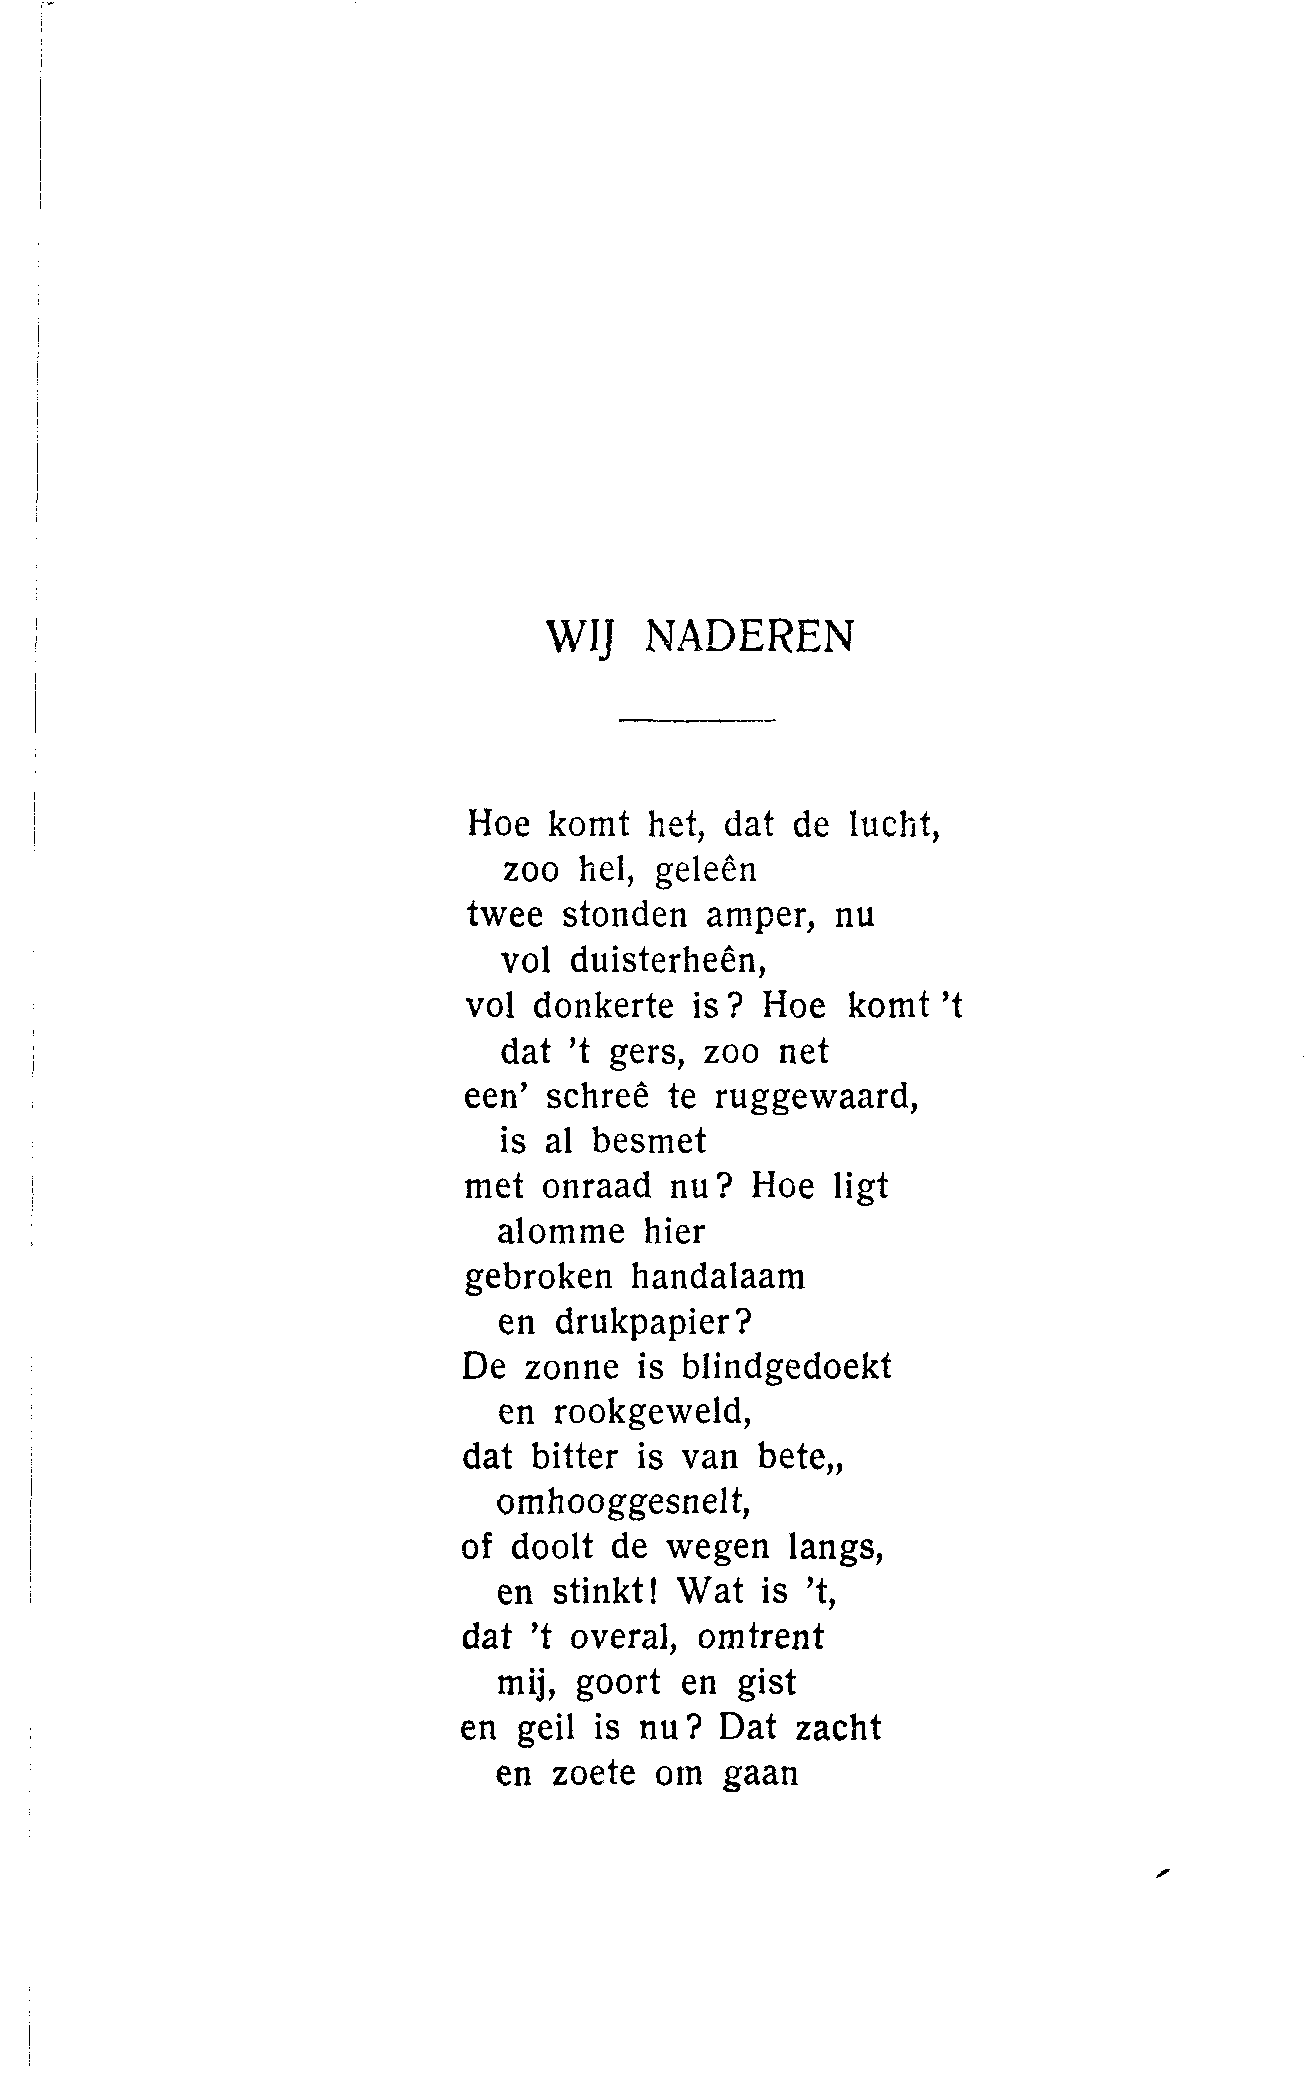 WIJ NADEREN
Hoe komt het, dat de lucht,
zoo hel, geleên
twee stonden amper, nu
vol duisterheên,
vol donkerte is? Hoe komt 't
dat 't gers, zoo net
een' schreê te ruggewaard,
is al besmet
met onraad nu? Hoe ligt
alomme hier
gebroken handalaam
en drukpapier?
De zonne is blindgedoekt
en rookgeweld,
dat bitter is van bete,,
omhooggesnelt,
of doolt de wegen langs,
en stinkt! Wat is 't,
dat 't overal, omtrent
mij, goort en gist
en geil is nu? Dat zacht
en zoete om gaan